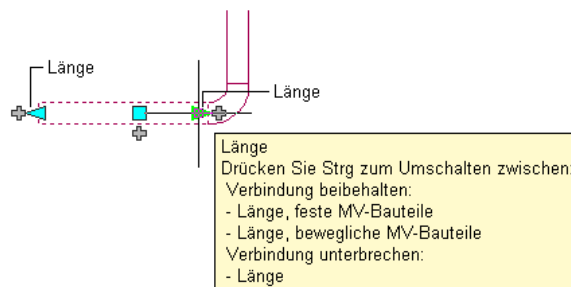 Länge
Länge
Länge
Drücken Sie Strg zum Umschalten zwischen:
Verbindung beibehalten:
- Länge, feste MV-Bauteile
- Länge, bewegliche MV-Bauteile
Verbindung unterbrechen:
- Länge